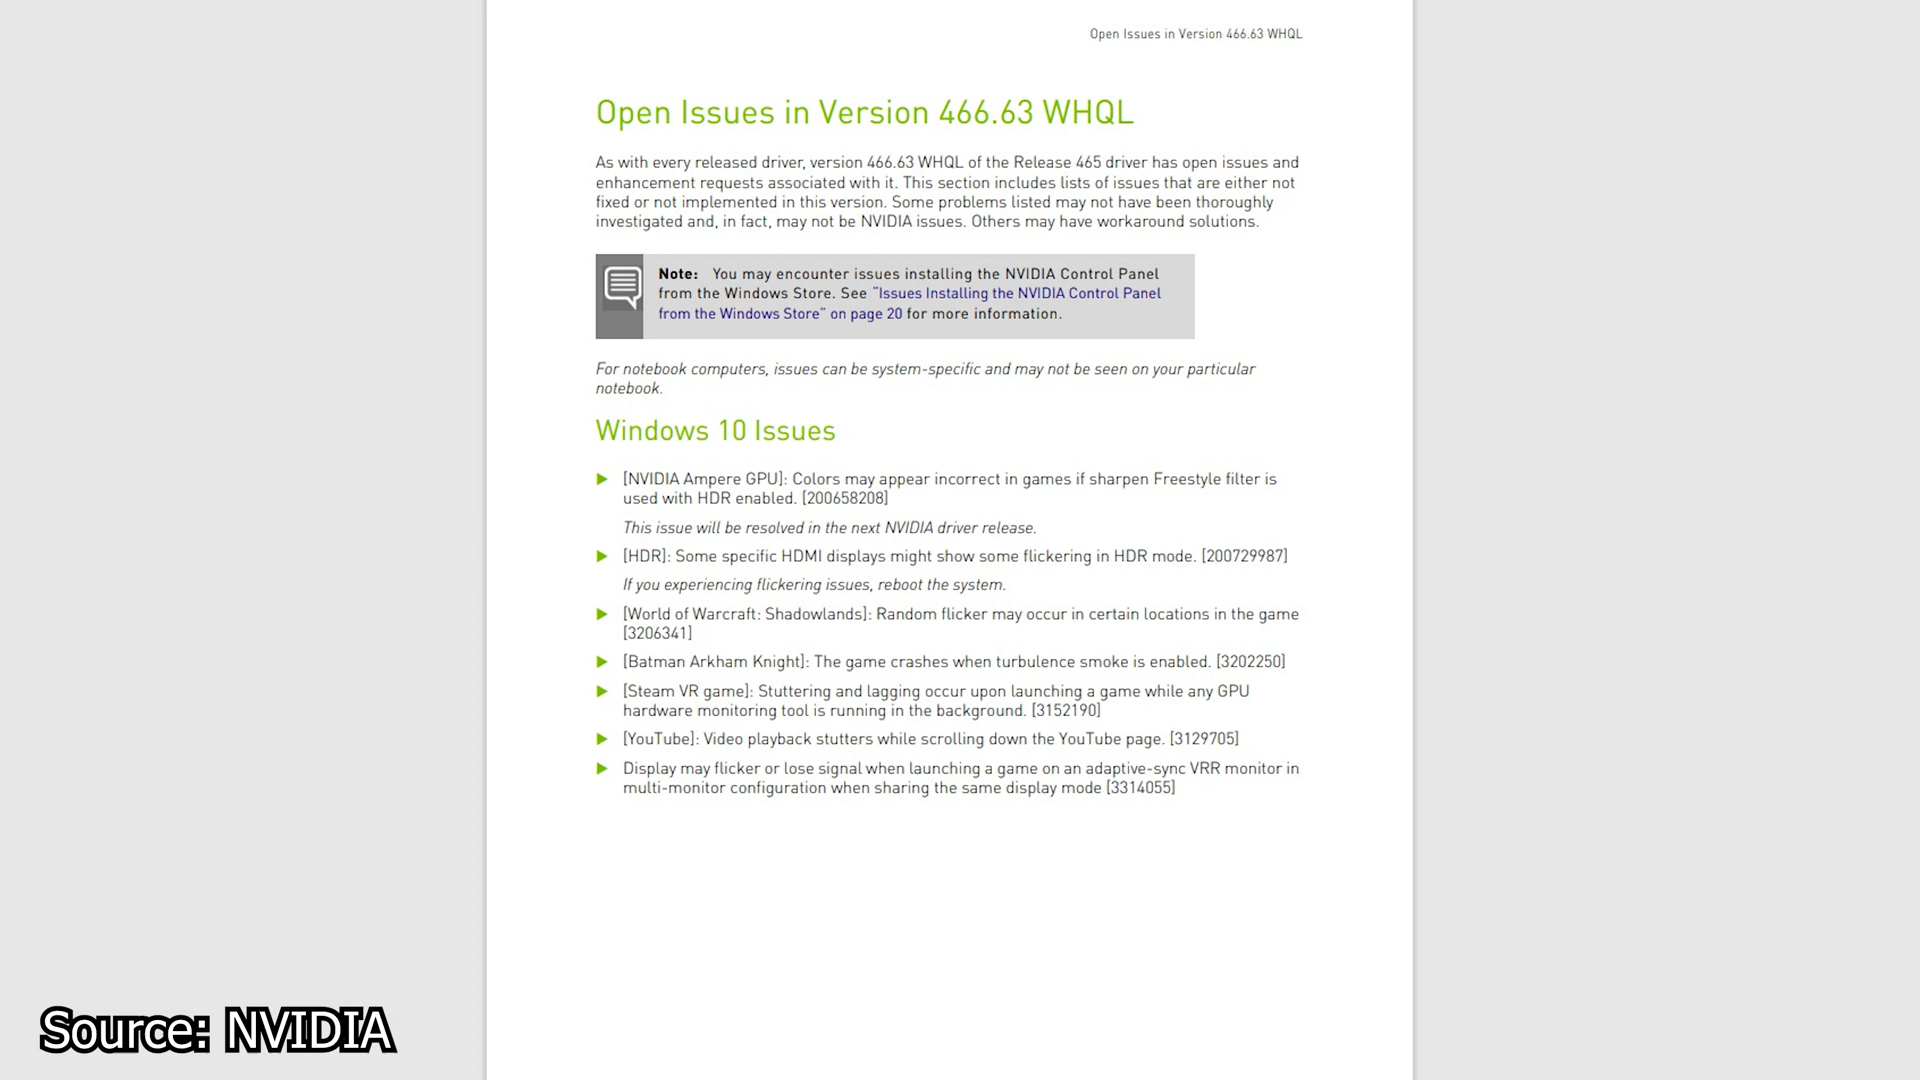 Open Issues in Version 466.63 WHQL
Open Issues in Version 466.63 WHQL
As with every released driver, version 466.63 WHQL of the Release 465 driver has open issues and
enhancement requests associated with it. This section includes lists of issues that are either not
fixed or not implemented in this version. Some problems listed may not have been thoroughly
investigated and, in fact, may not be NVIDIA issues. Others may have workaround solutions.
Note: You may encounter issues installing the NVIDIA Control Panel
from the Windows Store. See “Issues Installing the NVIDIA Control Panel
from the Windows Store” on page 20 for more information.
For notebook computers, issues can be system-specific and may not be seen on your particular
notebook.
Windows 10 Issues
[NVIDIA Ampere GPU]: Colors may appear incorrect in games if sharpen Freestyle filter is
used with HDR enabled. [200658208]
This issue will be resolved in the next NVIDIA driver release.
[HDR]: Some specific HDMI displays might show some flickering in HDR mode. [200729987]
If you experiencing flickering issues, reboot the system.
[World of Warcraft: Shadowlands]: Random flicker may occur in certain locations in the game
[3206341]
[Batman Arkham Knight]: The game crashes when turbulence smoke is enabled. [3202250]
[Steam VR game]: Stuttering and lagging occur upon launching a game while any GPU
hardware monitoring tool is running in the background. [3152190]
[YouTube]: Video playback stutters while scrolling down the YouTube page. [3129705]
Display may flicker or lose signal when launching a game on an adaptive-sync VRR monitor in
multi-monitor configuration when sharing the same display mode [3314055]
Source: NVIDIA